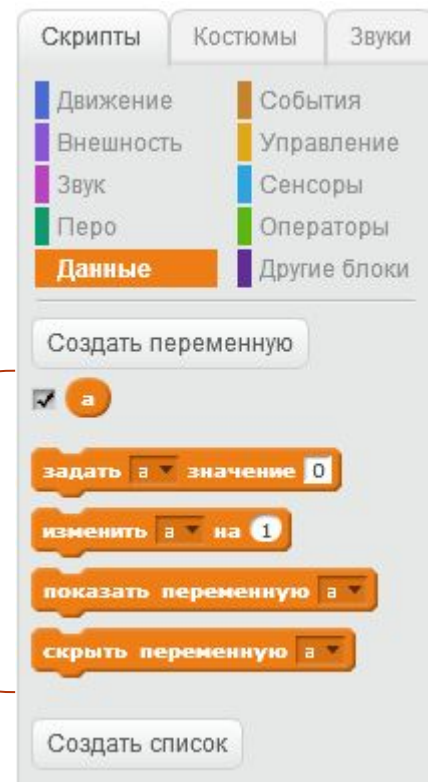 Скрипты Костюмы Звуки
Движение События
Внешность Управление
Звук Сенсоры
Перо Операторы
Данные Другие блоки
Создать переменную
a
задать a значение 0
изменить a на 1
показать переменную a
скрыть переменную a
Создать список